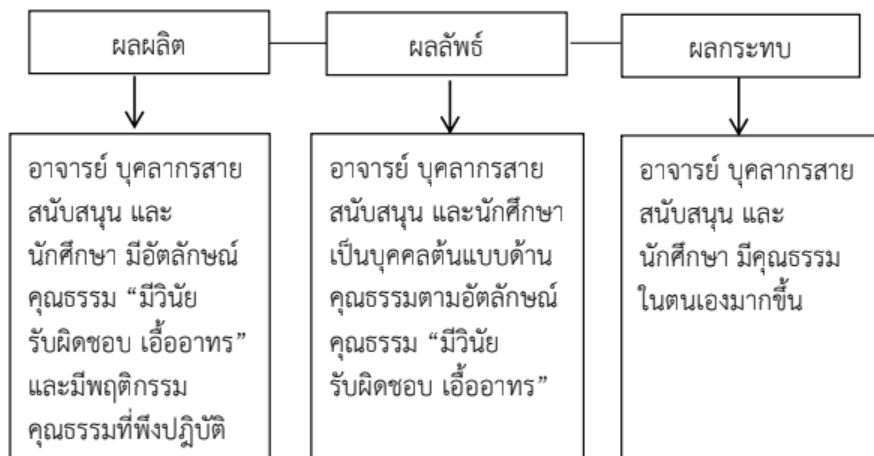 ผลผลิต
ผลลัพธ์
ผลกระทบ
อาจารย์ บุคลากรสาย
สนับสนุน และ
นักศึกษา มีอัตลักษณ์
คุณธรรม “มีวินัย
รับผิดชอบ เอื้ออาทร”
และมีพฤติกรรม
คุณธรรมที่พึงปฏิบัติ
อาจารย์ บุคลากรสาย
สนับสนุน และนักศึกษา
เป็นบุคคลต้นแบบด้าน
คุณธรรมตามอัตลักษณ์
คุณธรรม “มีวินัย
รับผิดชอบ เอื้ออาทร”
อาจารย์ บุคลากรสาย
สนับสนุน และ
นักศึกษา มีคุณธรรม
ในตนเองมากขึ้น